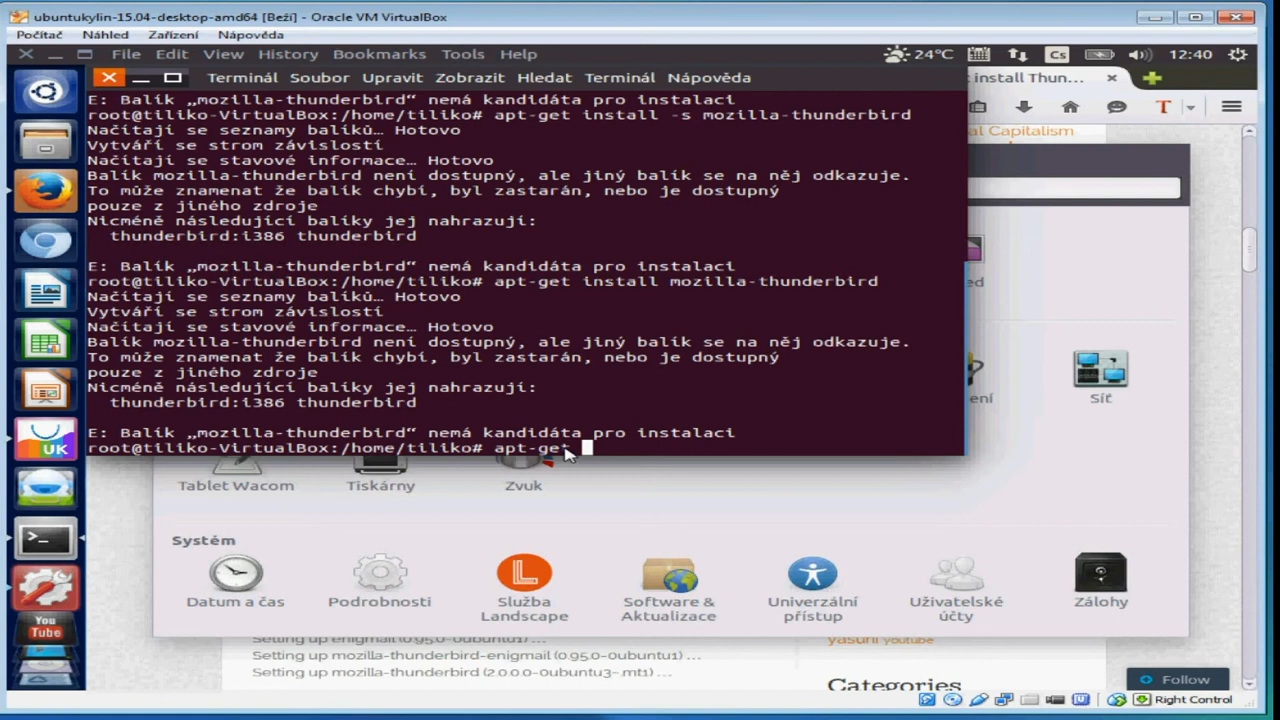 ubuntukylin-15.04-desktop-amd64 [Beží] - Oracle VM VirtualBox
Počítač Náhled Zařízení Nápověda
File Edit View History Bookmarks Tools Help 24°C Cs 12:40
Terminál Soubor Upravit Zobrazit Hledat Terminál Nápověda
install Thun...
E: Balík „mozilla-thunderbird“ nemá kandidáta pro instalaci
root@tiliko-VirtualBox:/home/tiliko# apt-get install -s mozilla-thunderbird
Načítají se seznamy balíků… Hotovo
Vytváří se strom závislostí
Načítají se stavové informace… Hotovo
Balík mozilla-thunderbird není dostupný, ale jiný balík se na něj odkazuje.
To může znamenat že balík chybí, byl zastarán, nebo je dostupný
pouze z jiného zdroje
Nicméně následující balíky jej nahrazují:
thunderbird:i386 thunderbird
E: Balík „mozilla-thunderbird“ nemá kandidáta pro instalaci
root@tiliko-VirtualBox:/home/tiliko# apt-get install mozilla-thunderbird
Načítají se seznamy balíků… Hotovo
Vytváří se strom závislostí
Načítají se stavové informace… Hotovo
Balík mozilla-thunderbird není dostupný, ale jiný balík se na něj odkazuje.
To může znamenat že balík chybí, byl zastarán, nebo je dostupný
pouze z jiného zdroje
Nicméně následující balíky jej nahrazují:
thunderbird:i386 thunderbird
E: Balík „mozilla-thunderbird“ nemá kandidáta pro instalaci
root@tiliko-VirtualBox:/home/tiliko# apt-get
al Capitalism
ed
ení
Síť
UK
Tablet Wacom Tiskárny Zvuk
Systém
Datum a čas Podrobnosti Služba Landscape Software & Aktualizace Univerzální přístup Uživatelské účty Zálohy
You Tube
Setting up enigmail (0.95.0-0ubuntu1) ...
Setting up mozilla-thunderbird-enigmail (0.95.0-0ubuntu1) ...
Setting up mozilla-thunderbird (2.0.0.0-0ubuntu3~.mt1) ...
yasuni youtube
Categories
Follow
Right Control